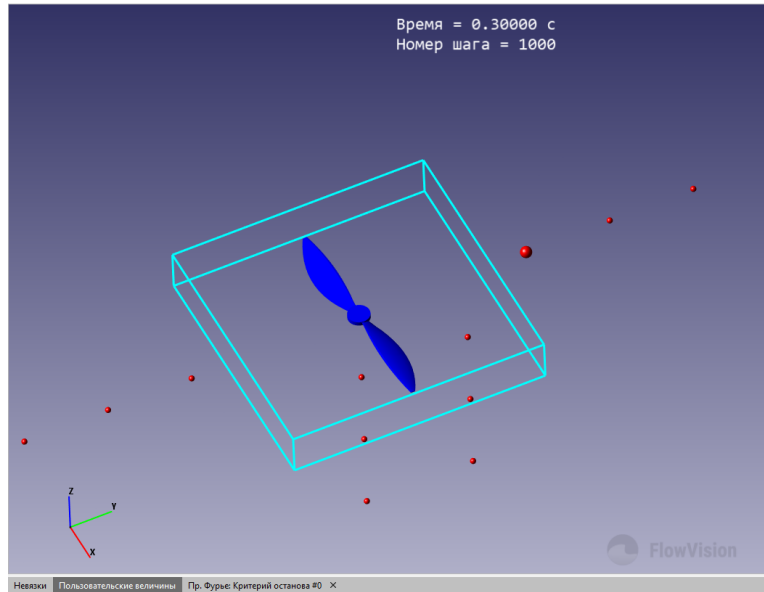 Время = 0.30000 с
Номер шага = 1000
Z
Y
X
FlowVision
Невязки Пользовательские величины Пр. Фурье: Критерий останова #0 ×